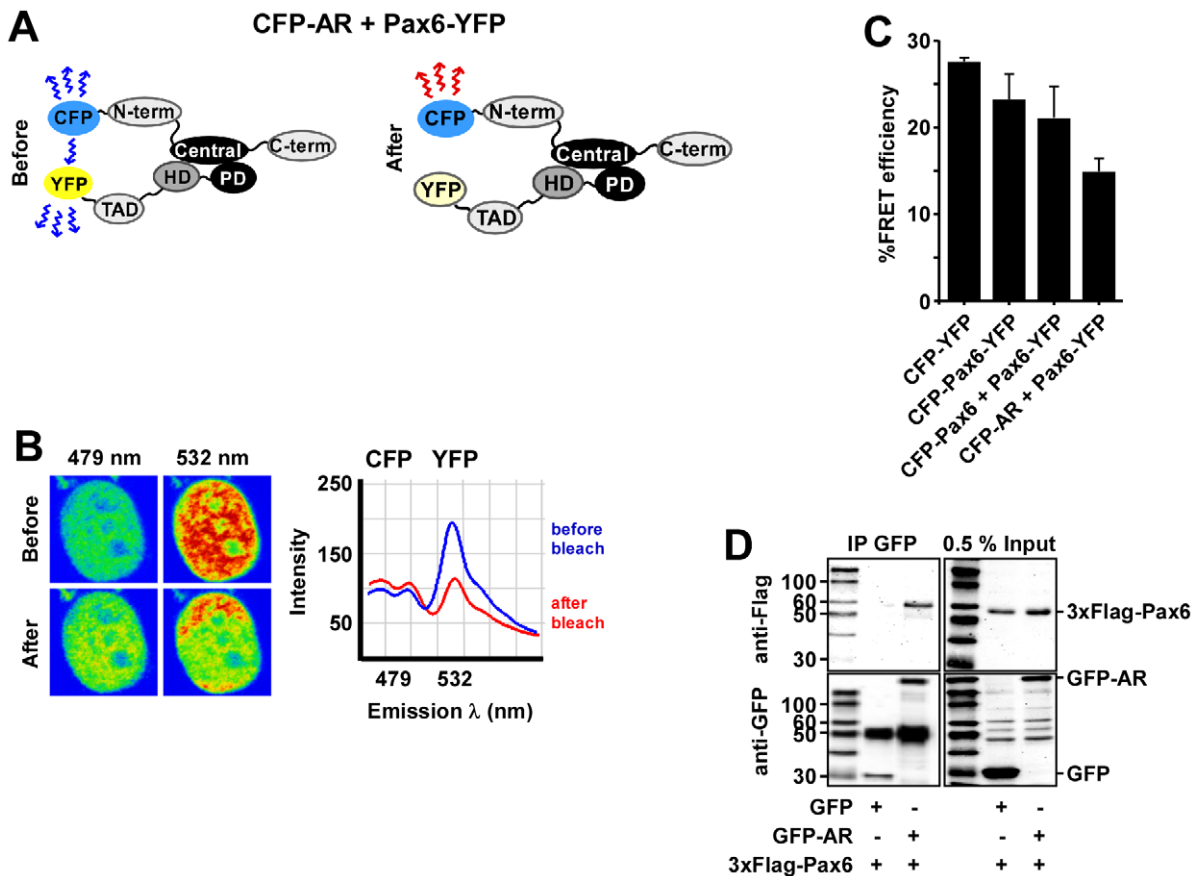 A
CFP-AR + Pax6-YFP
Before
CFP
N-term
Central
C-term
YFP
TAD
HD
PD
After
CFP
N-term
Central
C-term
YFP
TAD
HD
PD
B
479 nm 532 nm
Before
After
CFP YFP
Intensity
250
150
50
before
bleach
after
bleach
479 532
Emission λ (nm)
C
%FRET efficiency
30
20
10
0
CFP-YFP
CFP-Pax6-YFP
CFP-Pax6 + Pax6-YFP
CFP-AR + Pax6-YFP
D
IP GFP 0.5 % Input
anti-Flag
100
60
50
30
3xFlag-Pax6
anti-GFP
100
60
50
30
GFP-AR
GFP
GFP + - + -
GFP-AR - + - +
3xFlag-Pax6 + + + +